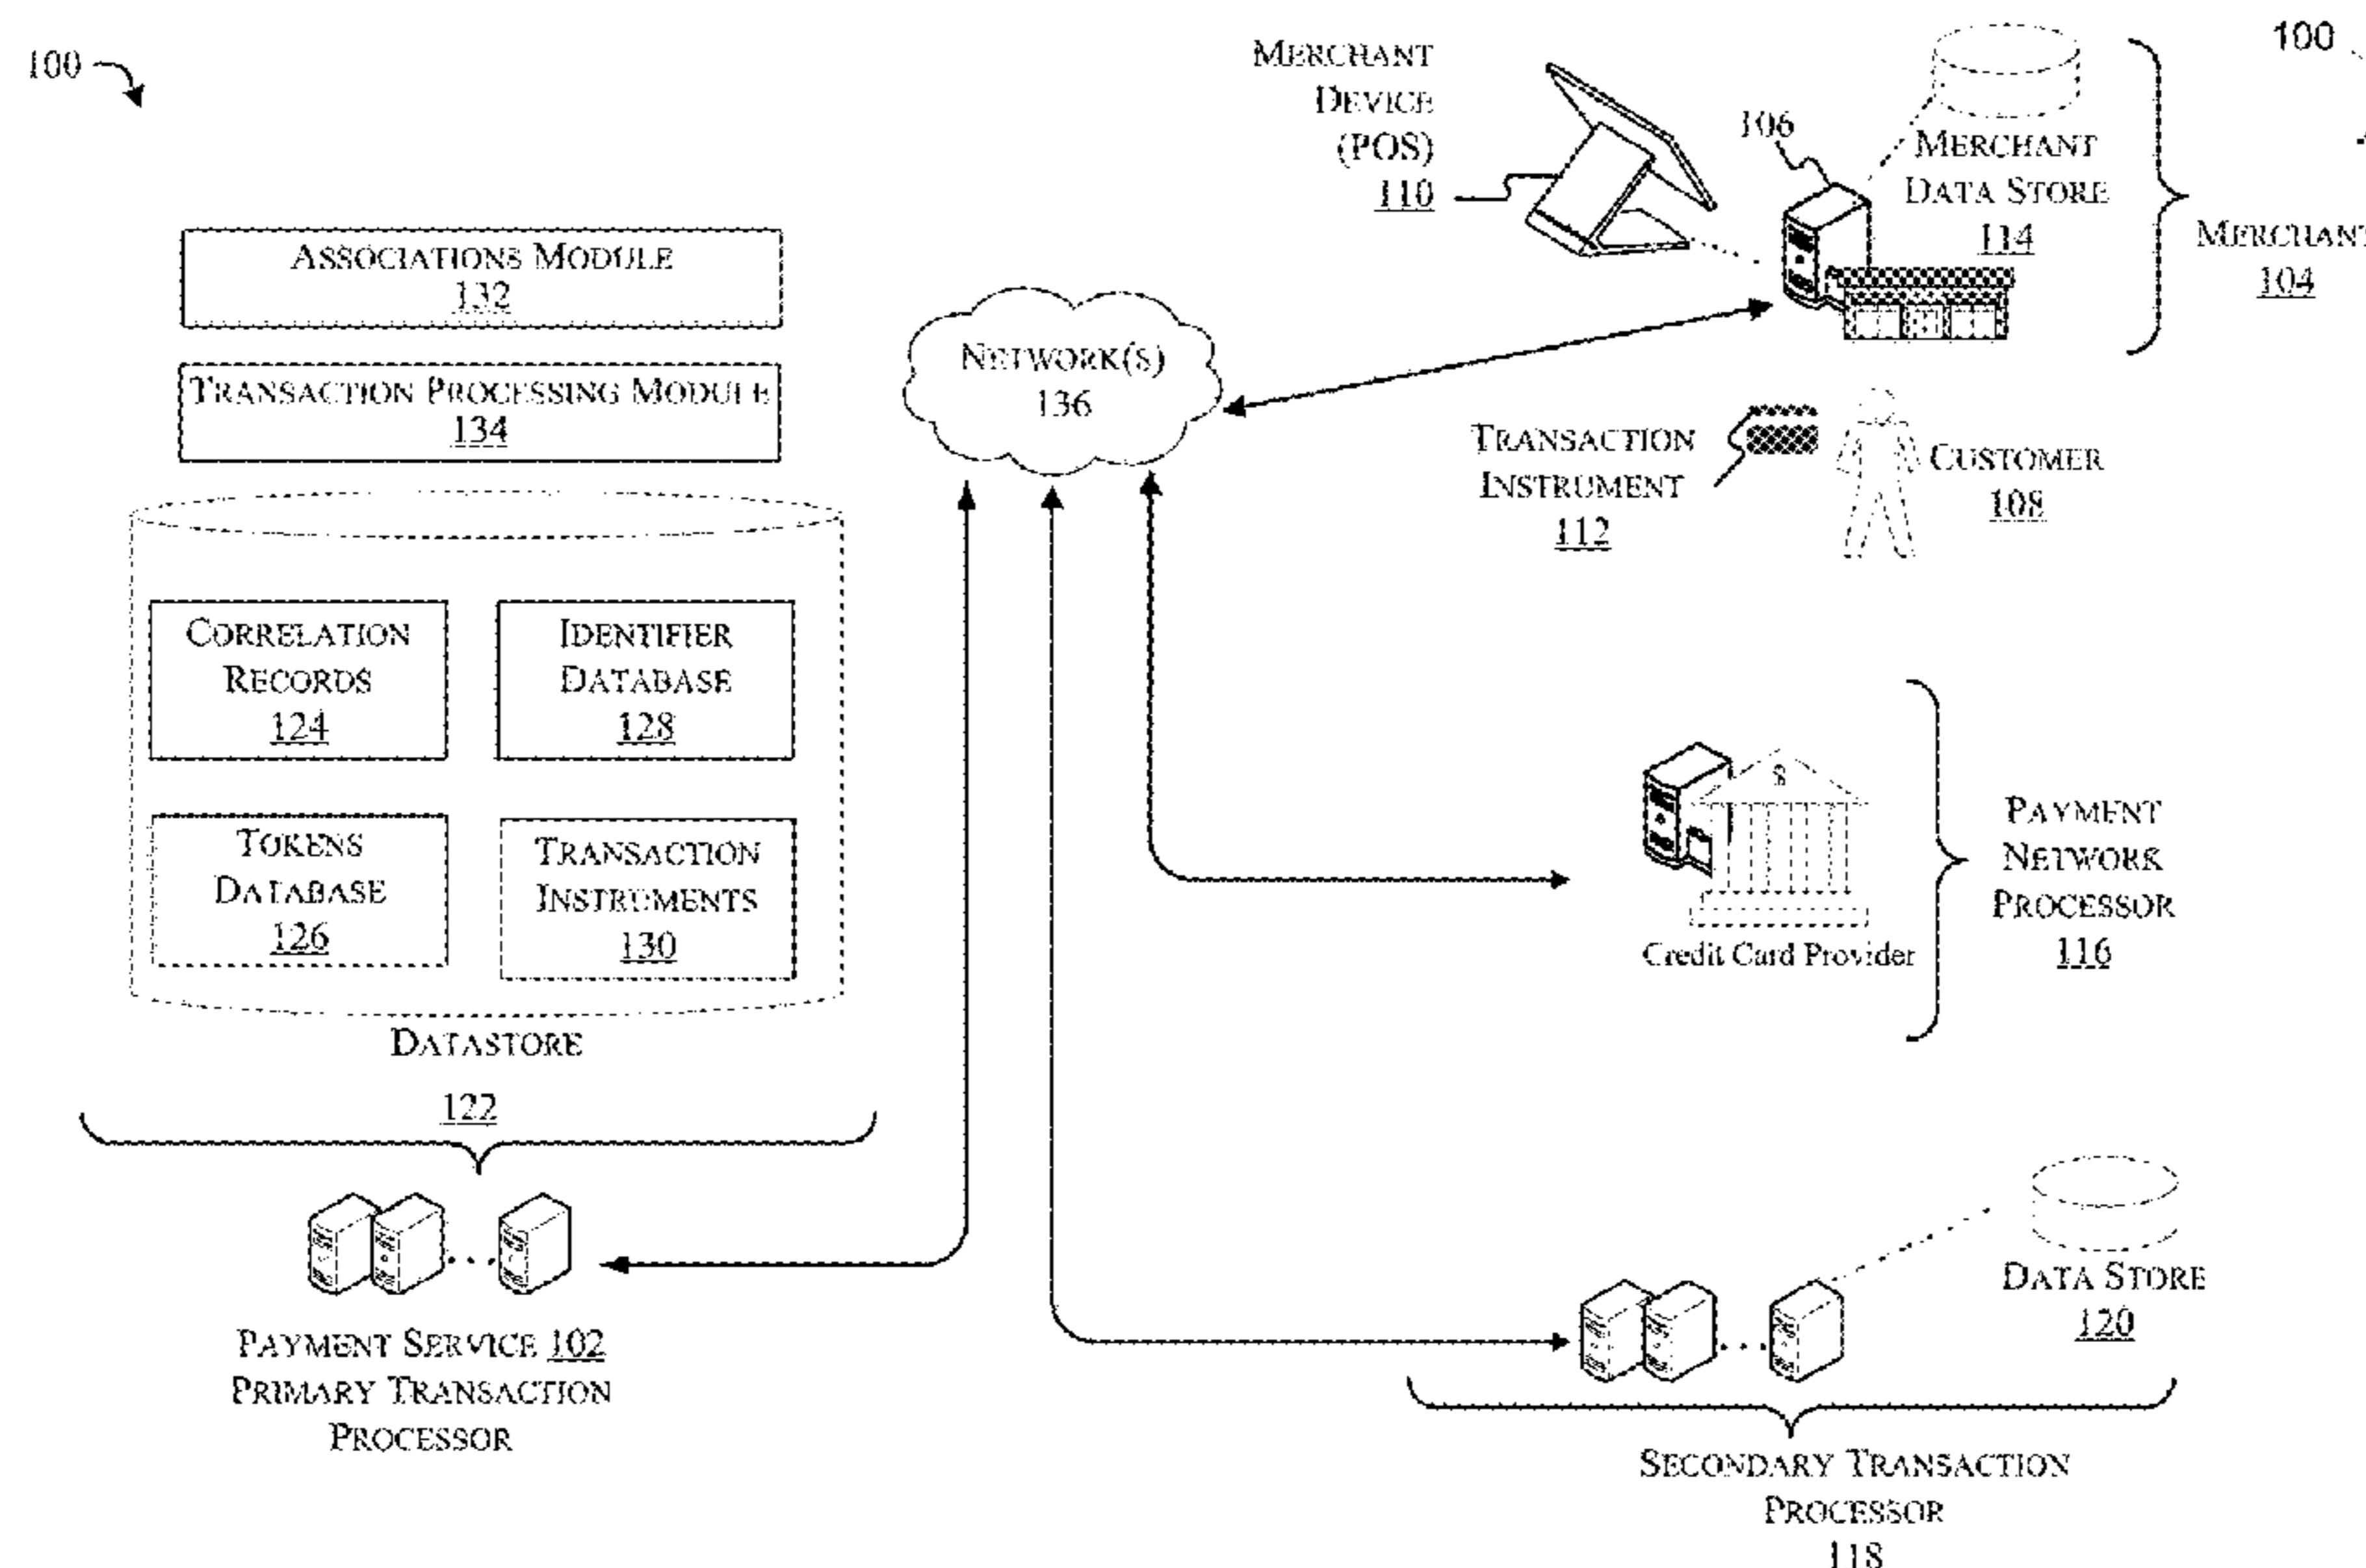 100
ASSOCIATIONS MODULE
132
TRANSACTION PROCESSING MODULE
134
CORRELATION
RECORDS
124
IDENTIFIER
DATABASE
128
TOKENS
DATABASE
126
TRANSACTION
INSTRUMENTS
130
DATASTORE
122
PAYMENT SERVICE 102
PRIMARY TRANSACTION
PROCESSOR
NETWORK(S)
136
MERCHANT
DEVICE
(POS)
110
106
MERCHANT
DATA STORE
114
MERCHANT
104
100
TRANSACTION
INSTRUMENT
112
CUSTOMER
108
$
Credit Card Provider
PAYMENT
NETWORK
PROCESSOR
116
DATA STORE
120
SECONDARY TRANSACTION
PROCESSOR
118